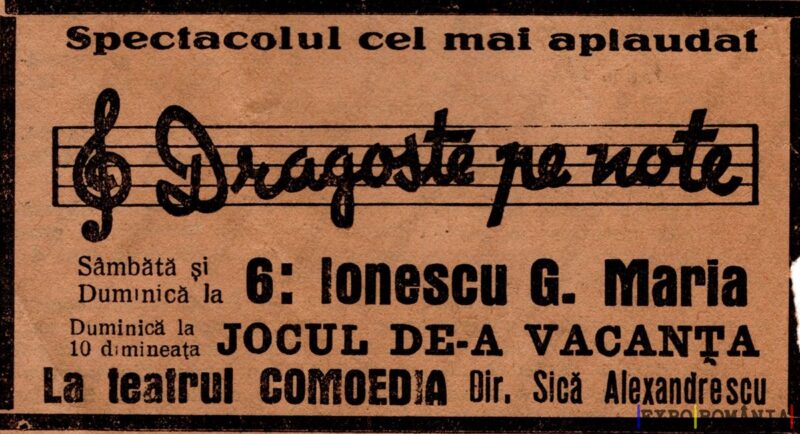 Spectacolul cel mai aplaudat
Dragoste pe note
Sâmbătă și
Duminică la 6: Ionescu G. Maria
Duminică la
10 dimineața JOCUL DE-A VACANȚA
La teatrul COMOEDIA Dir. Sică Alexandrescu
EXPO ROMÂNIA